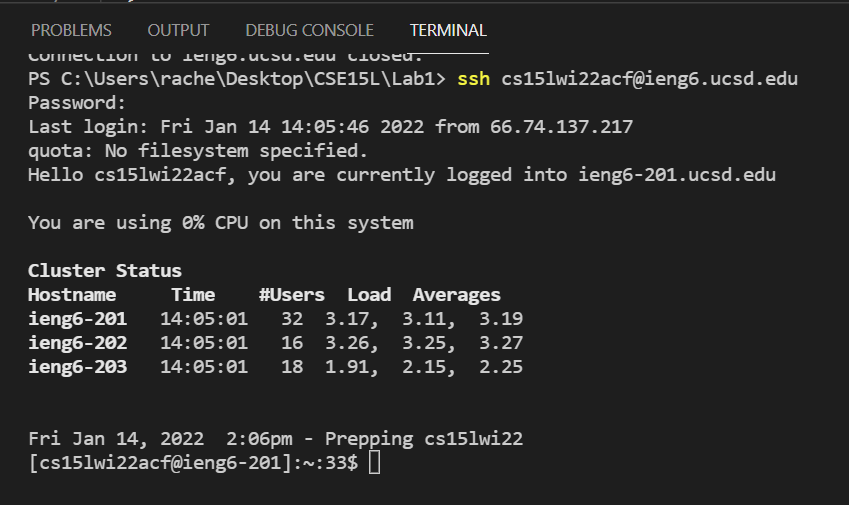 PROBLEMS OUTPUT DEBUG CONSOLE TERMINAL
Connection to ieng6.ucsd.edu closed.
PS C:\Users\rache\Desktop\CSE15L\Lab1> ssh cs15lwi22acf@ieng6.ucsd.edu
Password:
Last login: Fri Jan 14 14:05:46 2022 from 66.74.137.217
quota: No filesystem specified.
Hello cs15lwi22acf, you are currently logged into ieng6-201.ucsd.edu
You are using 0% CPU on this system
Cluster Status
Hostname     Time    #Users  Load  Averages
ieng6-201   14:05:01   32  3.17,  3.11,  3.19
ieng6-202   14:05:01   16  3.26,  3.25,  3.27
ieng6-203   14:05:01   18  1.91,  2.15,  2.25
Fri Jan 14, 2022  2:06pm - Prepping cs15lwi22
[cs15lwi22acf@ieng6-201]:~:33$